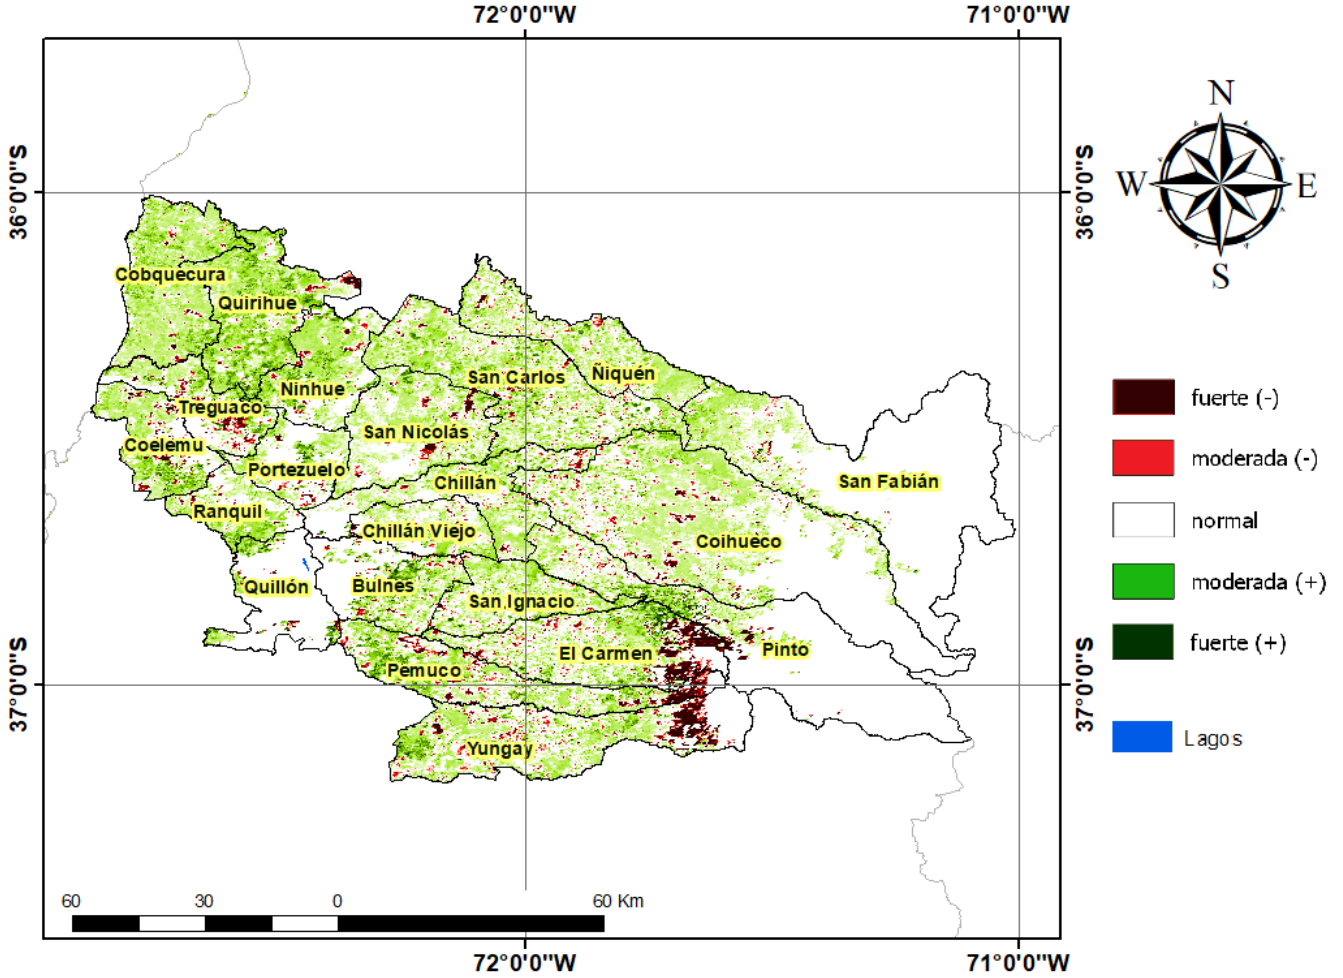 72°0'0"W
71°0'0"W
36°0'0"S
36°0'0"S
N
W
E
S
Cobquecura
Quirihue
Ninhue
San Carlos
Ñiquén
Treguaco
Coelemu
San Nicolás
Portezuelo
Chillán
San Fabián
Ranquil
Chillán Viejo
Coihueco
Quillón
Bulnes
San Ignacio
El Carmen
Pinto
Pemuco
Yungay
fuerte (-)
moderada (-)
normal
moderada (+)
fuerte (+)
Lagos
37°0'0"S
37°0'0"S
60
30
0
60 Km
72°0'0"W
71°0'0"W